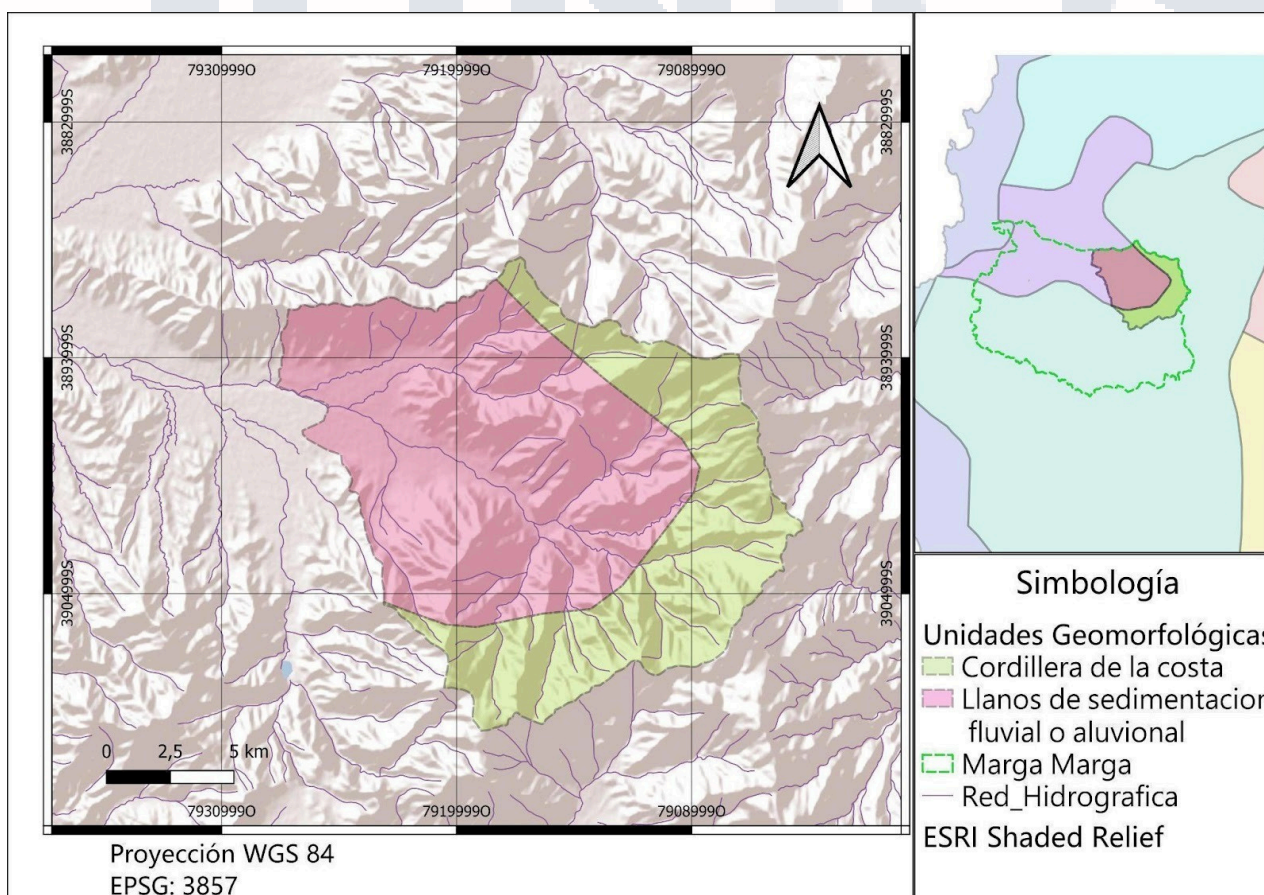 7930999O
7919999O
7908999O
3882999S
3882999S
3893999S
3893999S
3904999S
3904999S
0 2,5 5 km
7930999O
7919999O
7908999O
Proyección WGS 84
EPSG: 3857
Simbología
Unidades Geomorfológicas
Cordillera de la costa
Llanos de sedimentacion
fluvial o aluvional
Marga Marga
Red_Hidrografica
ESRI Shaded Relief